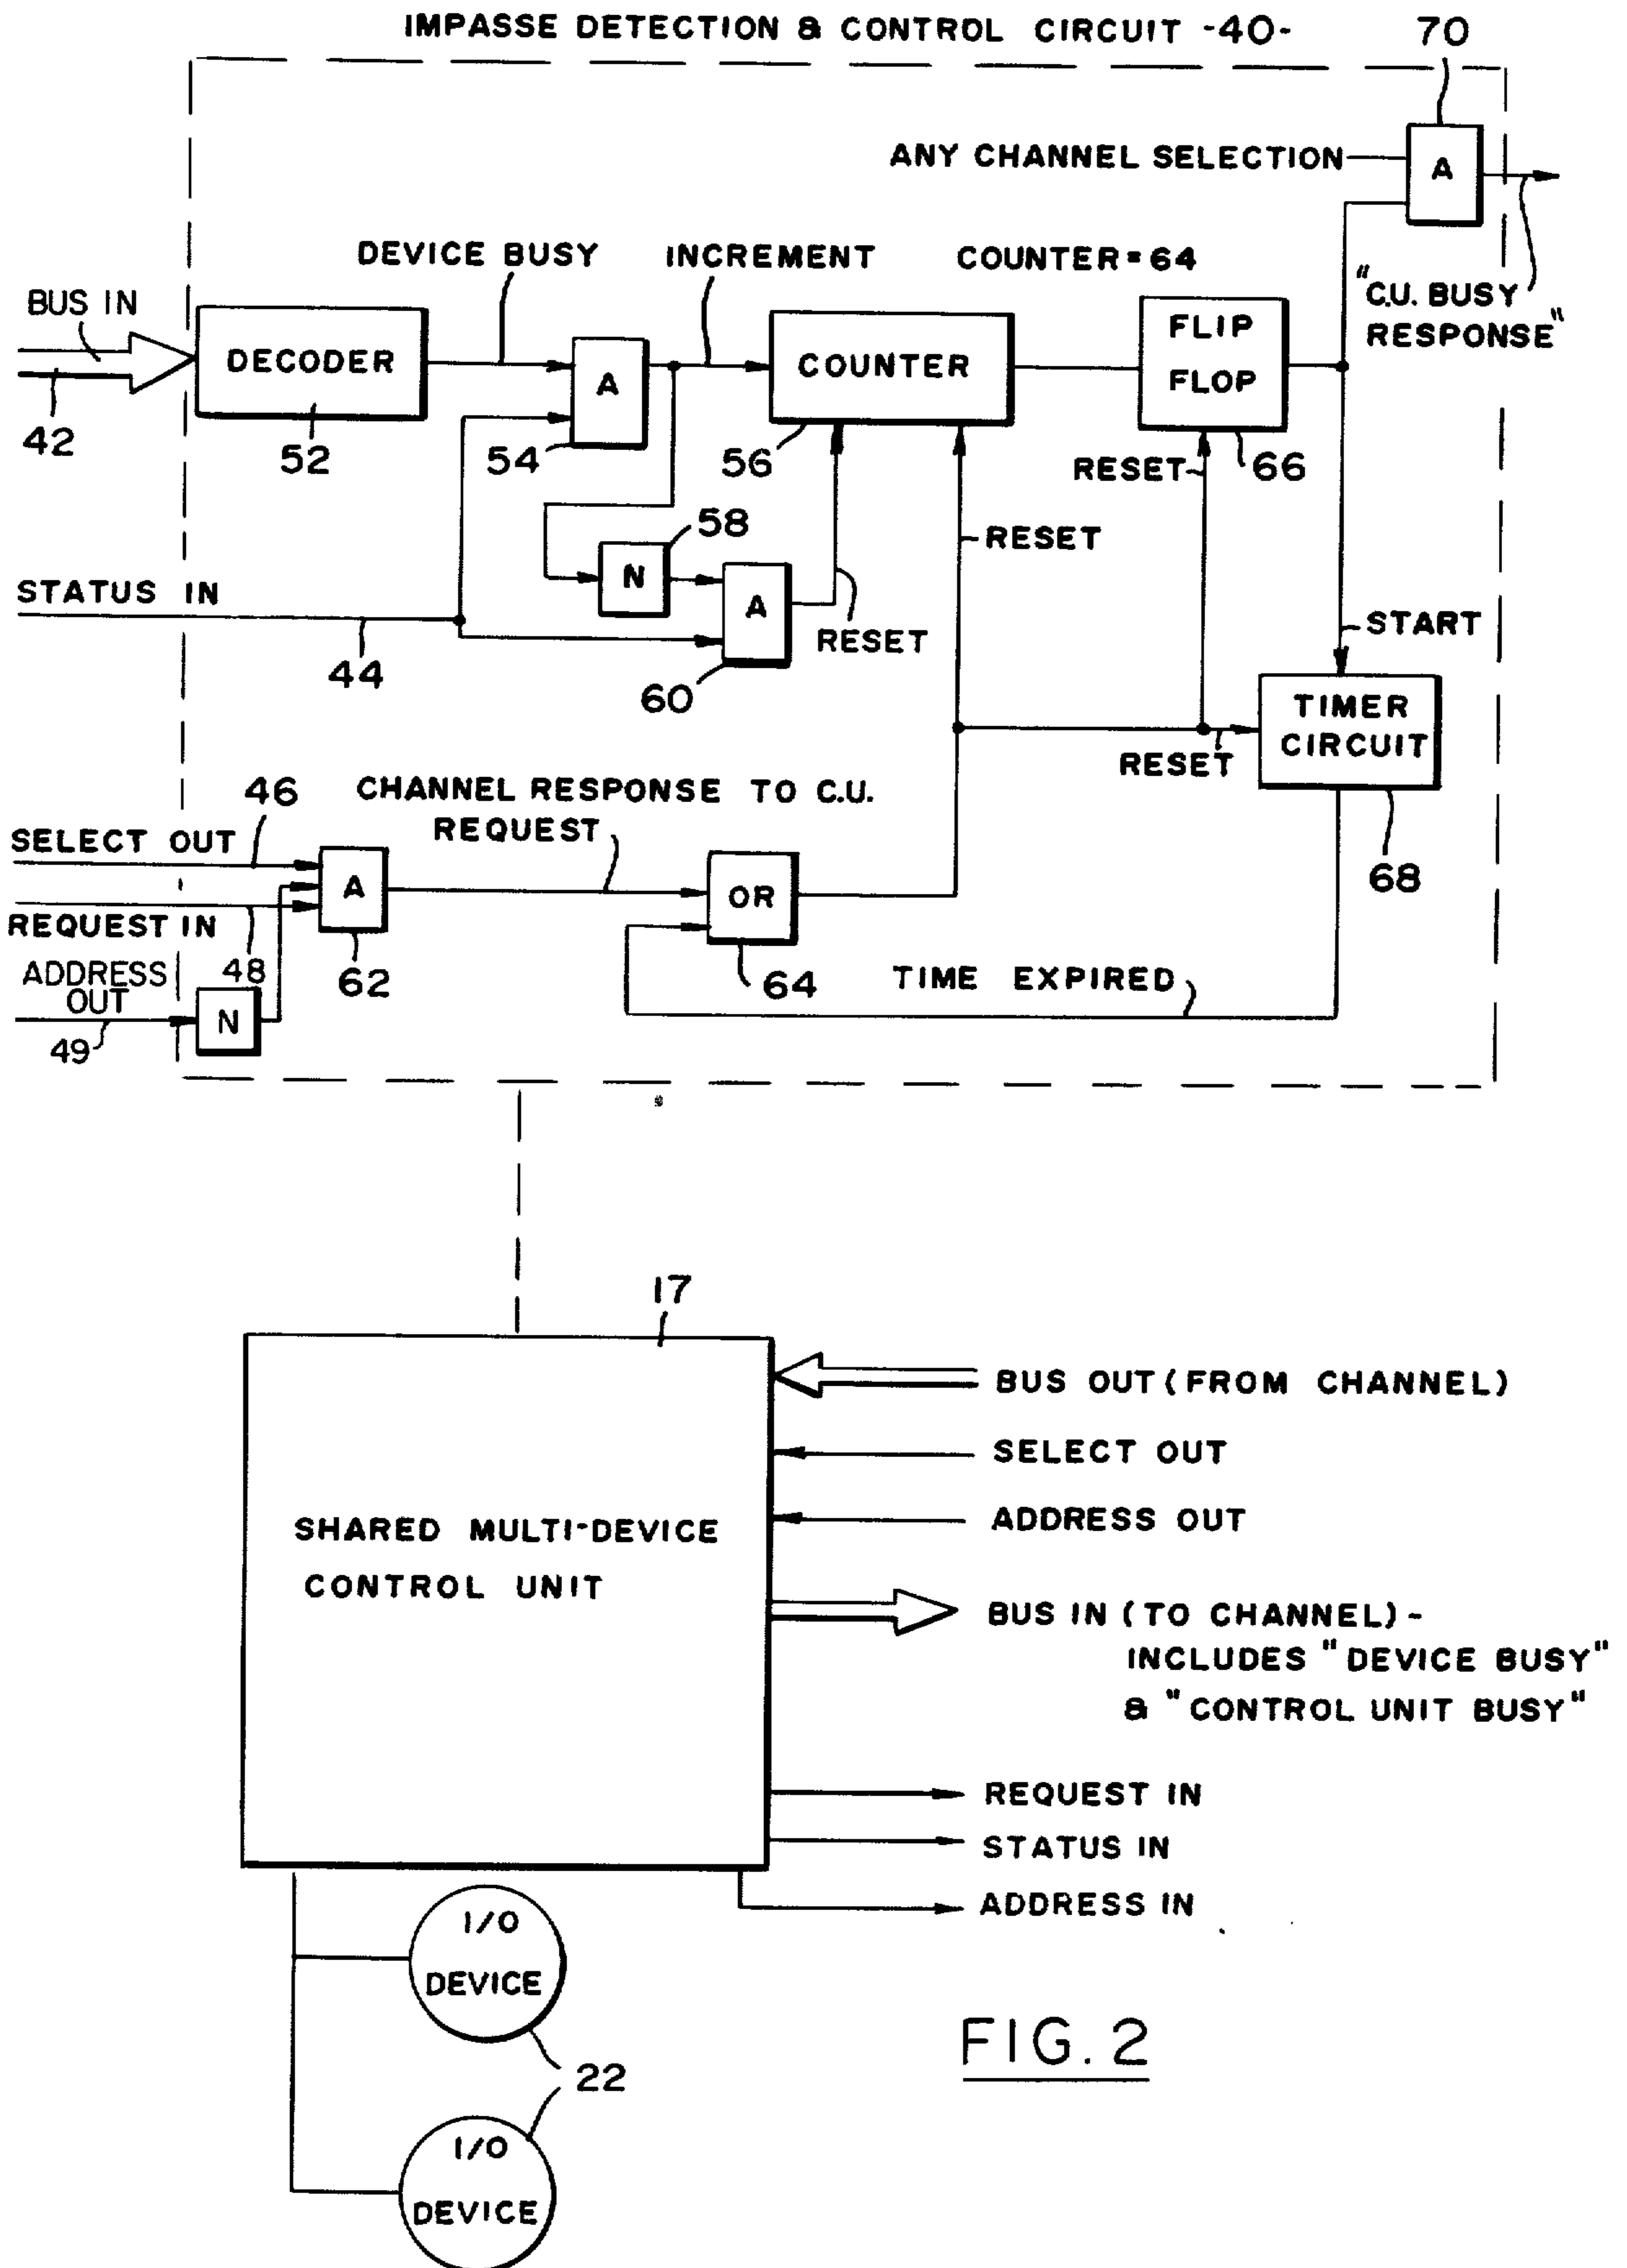 IMPASSE DETECTION & CONTROL CIRCUIT -40-
70
ANY CHANNEL SELECTION
A
DEVICE BUSY
INCREMENT
COUNTER = 64
"C.U. BUSY
RESPONSE"
BUS IN
42
DECODER
52
A
54
COUNTER
56
FLIP
FLOP
66
RESET
RESET
58
N
A
60
RESET
STATUS IN
44
START
TIMER
CIRCUIT
68
RESET
CHANNEL RESPONSE TO C.U.
REQUEST
46
SELECT OUT
A
62
REQUEST IN
48
OR
64
ADDRESS
OUT
49
N
TIME EXPIRED
17
SHARED MULTI-DEVICE
CONTROL UNIT
BUS OUT (FROM CHANNEL)
SELECT OUT
ADDRESS OUT
BUS IN (TO CHANNEL) -
INCLUDES "DEVICE BUSY"
& "CONTROL UNIT BUSY"
REQUEST IN
STATUS IN
ADDRESS IN
I/O
DEVICE
22
I/O
DEVICE
FIG. 2